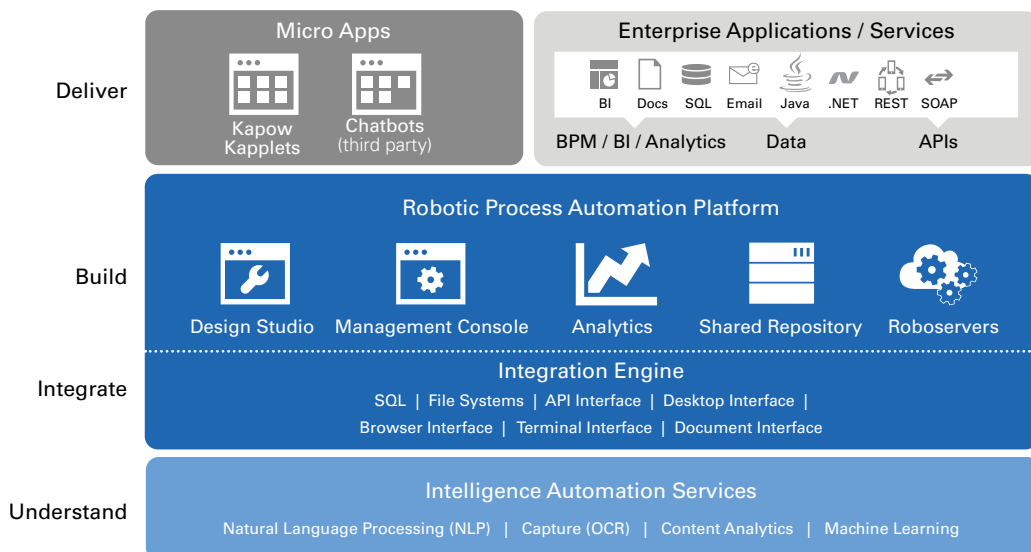 Deliver
Micro Apps
Kapow
Kapplets
Chatbots
(third party)
Enterprise Applications / Services
BI Docs SQL Email Java .NET REST SOAP
BPM / BI / Analytics Data APIs
Build
Robotic Process Automation Platform
Design Studio Management Console Analytics Shared Repository Roboservers
Integrate
Integration Engine
SQL | File Systems | API Interface | Desktop Interface |
Browser Interface | Terminal Interface | Document Interface
Understand
Intelligence Automation Services
Natural Language Processing (NLP) | Capture (OCR) | Content Analytics | Machine Learning